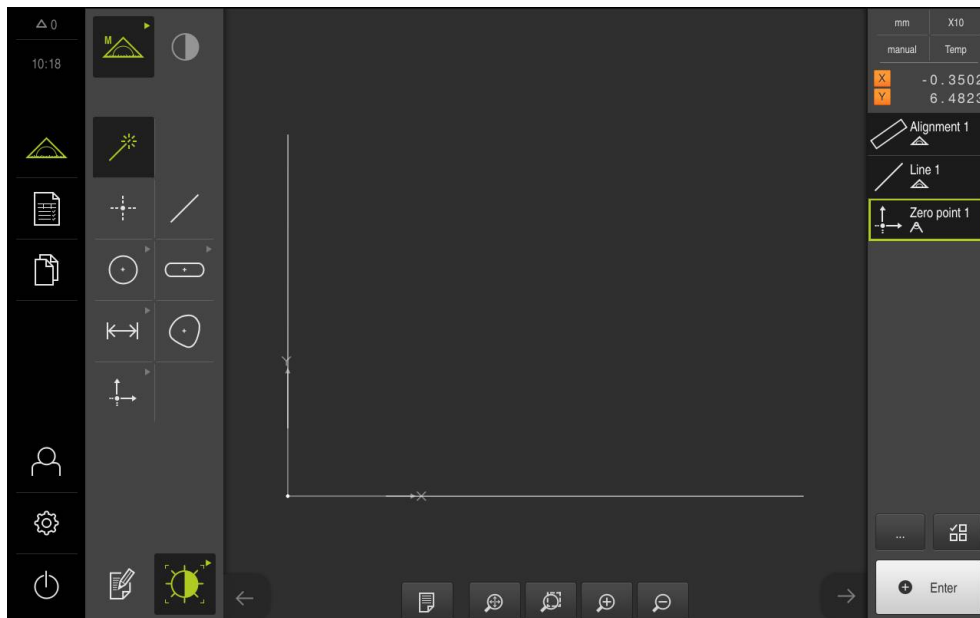 0
10:18
M
mm X10
manual Temp
X -0.3502
Y 6.4823
Alignment 1
Line 1
Zero point 1
Y
X
...
Enter